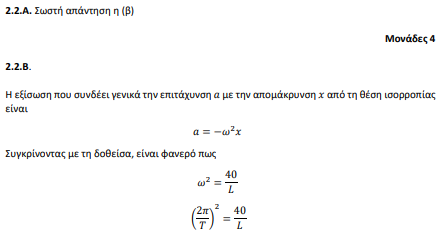 2.2.Α. Σωστή απάντηση η (β)
Μονάδες 4
2.2.Β.
Η εξίσωση που συνδέει γενικά την επιτάχυνση α με την απομάκρυνση x από τη θέση ισορροπίας
είναι
α = −ω²x
Συγκρίνοντας με τη δοθείσα, είναι φανερό πως
ω² = 40/L
(2π/T)² = 40/L